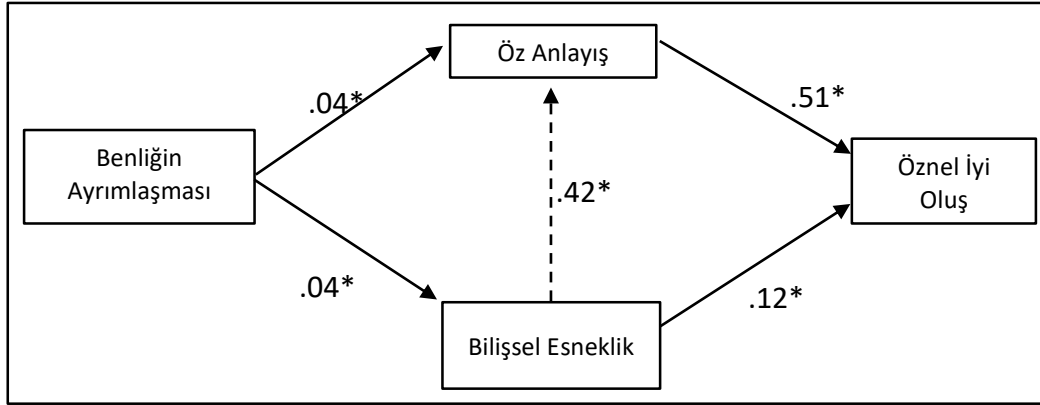 Öz Anlayış
.04*
.51*
Benliğin
Ayrımlaşması
Öznel İyi
Oluş
.42*
.04*
.12*
Bilişsel Esneklik